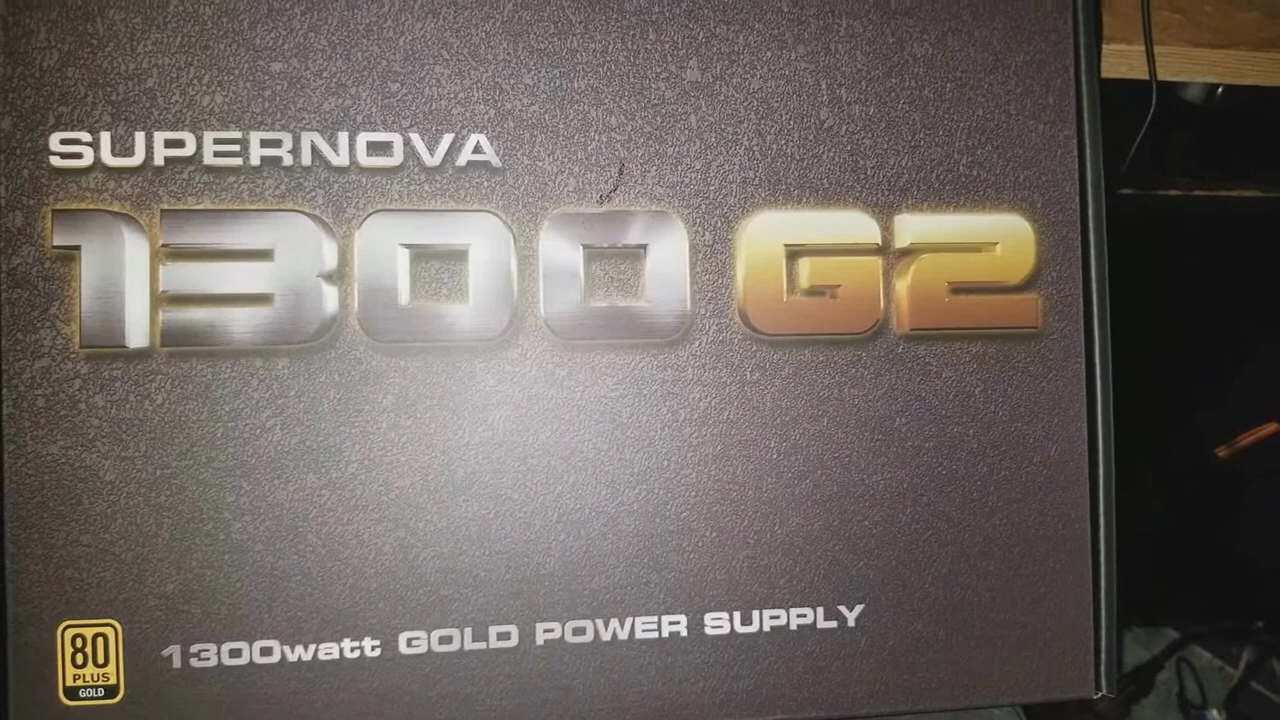 SUPERNOVA
1300 G2
80
PLUS
GOLD
1300watt GOLD POWER SUPPLY